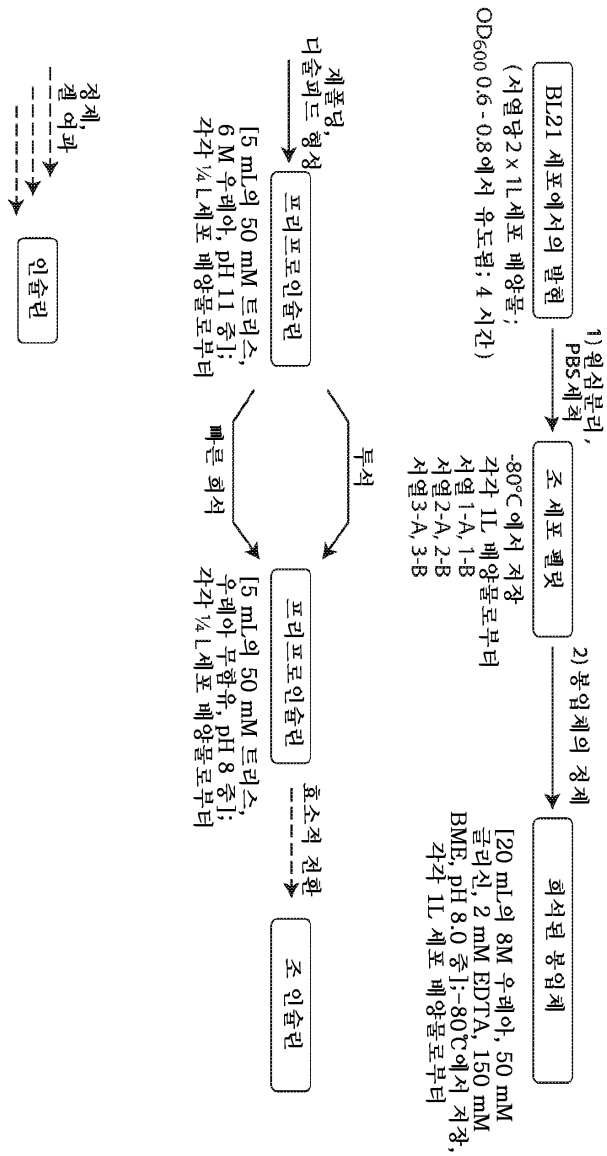 BL21 세포에서의 발현
(서열당 2 x 1L 세포 배양물;
OD600 0.6 - 0.8에서 유도됨; 4 시간)
1) 원심분리,
PBS세척
조 세포 펠릿
-80℃에서 저장
각각 1L 배양물로부터
서열 1-A, 1-B
서열2-A, 2-B
서열3-A, 3-B
2) 봉입체의 정제
희석된 봉입체
[20 mL의 8M 우레아, 50 mM
글리신, 2 mM EDTA, 150 mM
BME, pH 8.0 중];-80℃에서 저장,
각각 1L 세포 배양물로부터
재폴딩,
디술피드 형성
프리프로인슐린
[5 mL의 50 mM 트리스,
6 M 우레아, pH 11 중];
각각 ¼ L세포 배양물로부터
투석
빠른 희석
프리프로인슐린
[5 mL의 50 mM 트리스,
우레아 무함유, pH 8 중];
각각 ¼ L세포 배양물로부터
효소적 전환
조 인슐린
정제,
겔 여과
인슐린